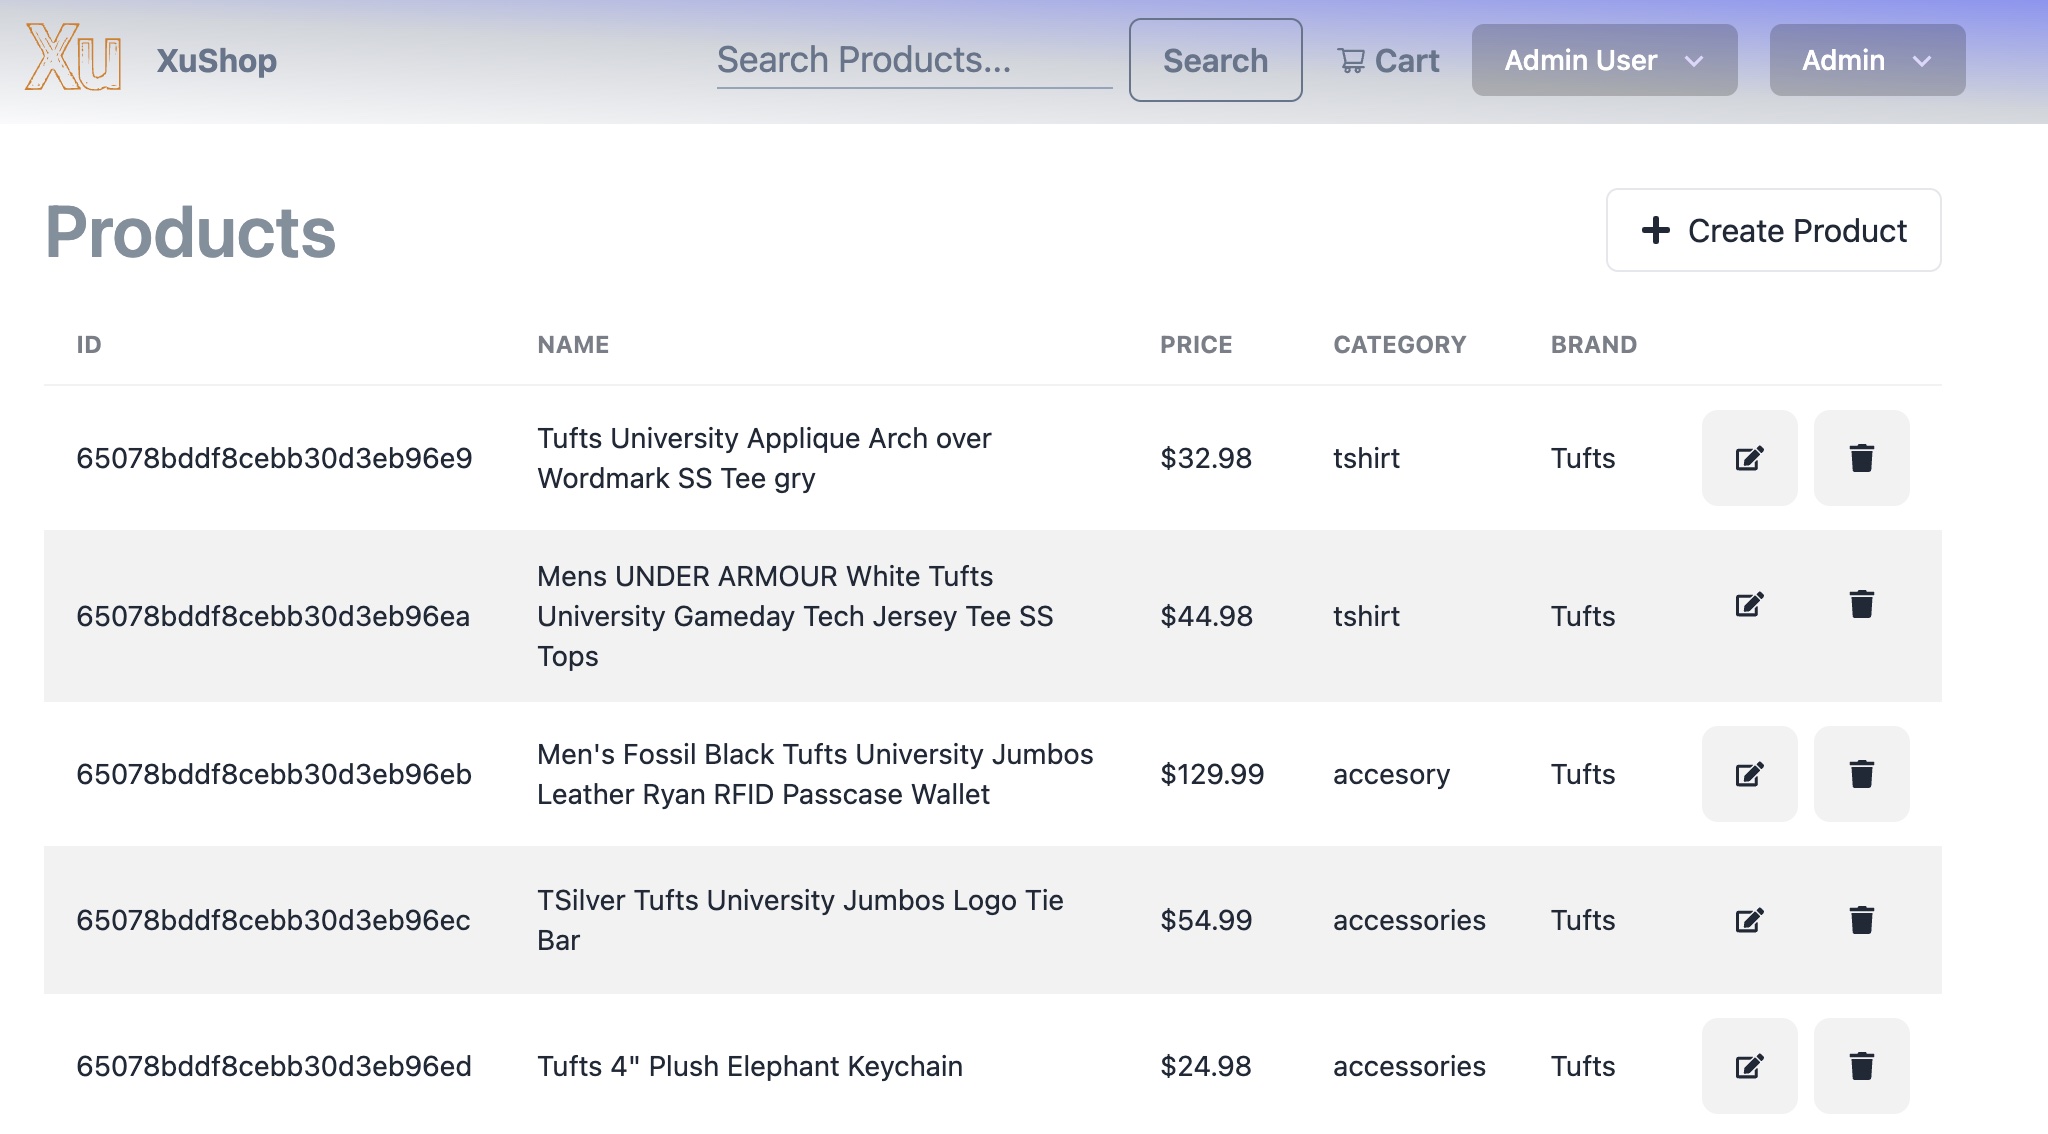 Xu XuShop Search Products... Search Cart Admin User Admin
Products Create Product
ID NAME PRICE CATEGORY BRAND
65078bddf8cebb30d3eb96e9 Tufts University Applique Arch over $32.98 tshirt Tufts
Wordmark SS Tee gry
65078bddf8cebb30d3eb96ea Mens UNDER ARMOUR White Tufts $44.98 tshirt Tufts
University Gameday Tech Jersey Tee SS
Tops
65078bddf8cebb30d3eb96eb Men's Fossil Black Tufts University Jumbos $129.99 accesory Tufts
Leather Ryan RFID Passcase Wallet
65078bddf8cebb30d3eb96ec TSilver Tufts University Jumbos Logo Tie $54.99 accessories Tufts
Bar
65078bddf8cebb30d3eb96ed Tufts 4" Plush Elephant Keychain $24.98 accessories Tufts